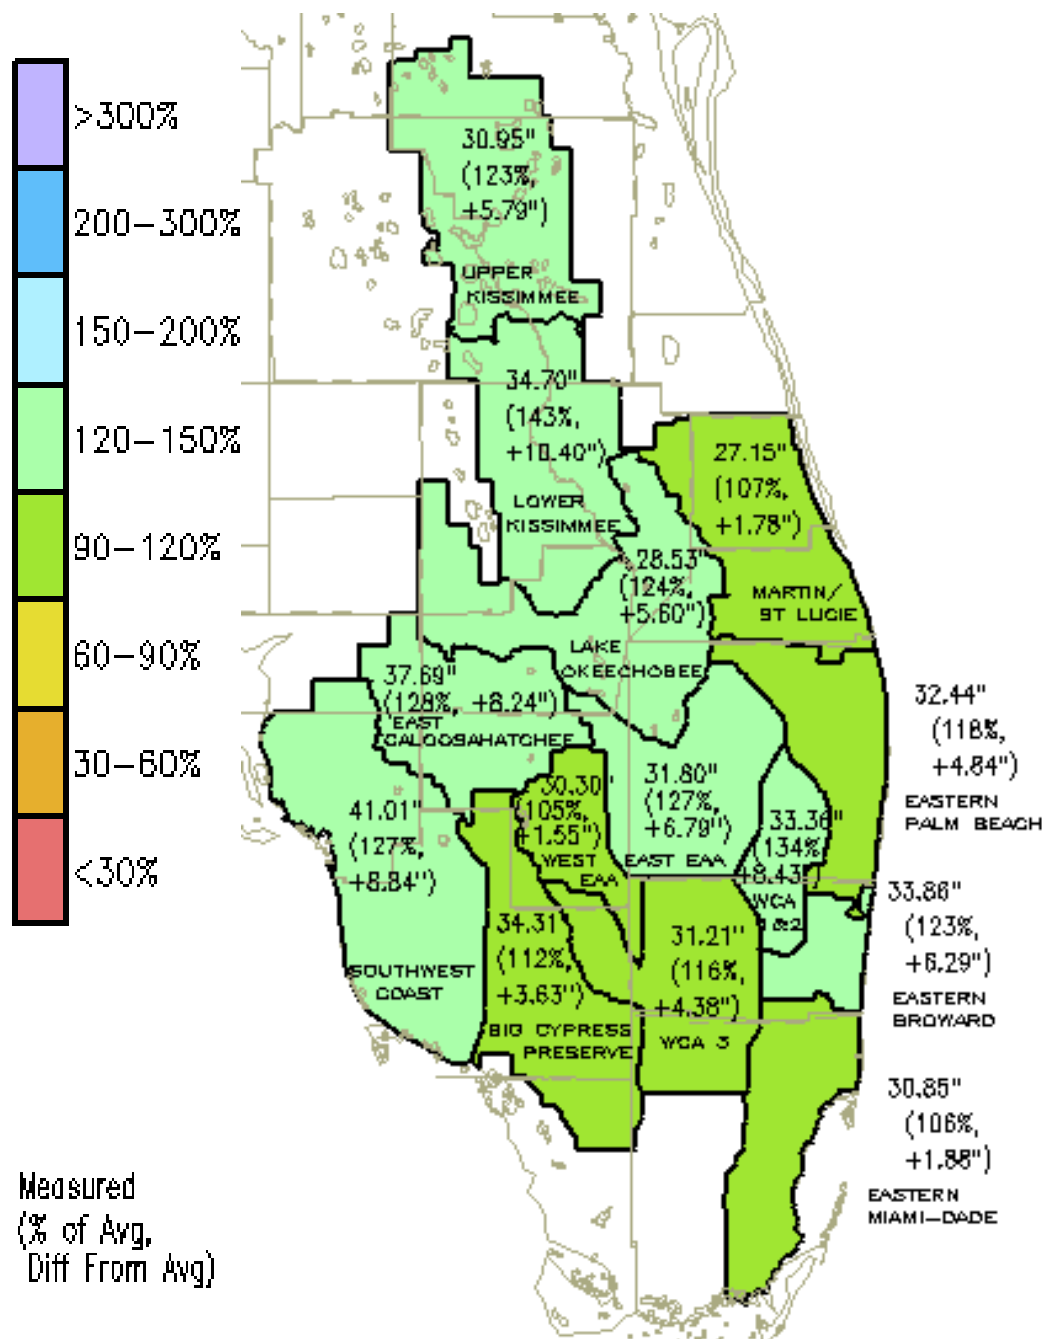 >300%
200-300%
150-200%
120-150%
90-120%
60-90%
30-60%
<30%
30.95"
(123%,
+5.79")
UPPER
KISSIMMEE
34.70"
(143%,
+10.40")
LOWER
KISSIMMEE
27.15"
(107%,
+1.78")
MARTIN/
ST LUCIE
28.53"
(124%,
+5.60")
LAKE
OKEECHOBEE
37.69"
(128%, +8.24")
EAST
CALOOSAHATCHEE
32.44"
(118%,
+4.84")
EASTERN
PALM BEACH
30.30"
(105%,
+1.55")
WEST
EAA
31.80"
(127%,
+6.79")
EAST EAA
33.36"
(134%,
+8.43")
WCA
1 &2
41.01"
(127%,
+8.84")
SOUTHWEST
COAST
34.31"
(112%,
+3.63")
BIG CYPRESS
PRESERVE
31.21"
(116%,
+4.38")
WCA 3
33.86"
(123%,
+6.29")
EASTERN
BROWARD
30.85"
(106%,
+1.88")
EASTERN
MIAMI-DADE
Measured
(% of Avg,
Diff From Avg)